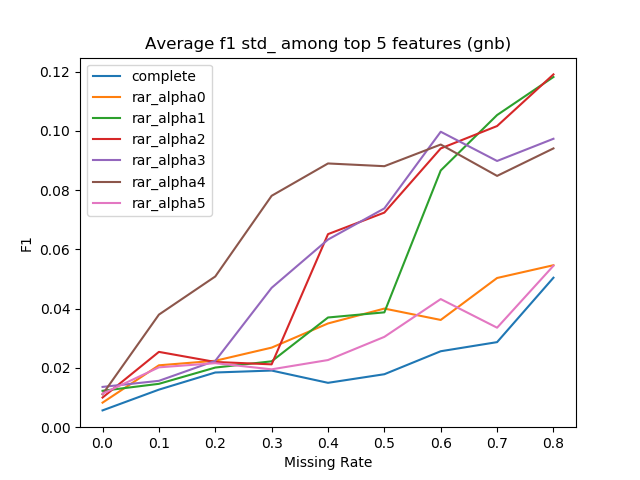 Average f1 std_ among top 5 features (gnb)
complete
rar_alpha0
rar_alpha1
rar_alpha2
rar_alpha3
rar_alpha4
rar_alpha5
0.12
0.10
0.08
0.06
0.04
0.02
0.00
F1
0.0 0.1 0.2 0.3 0.4 0.5 0.6 0.7 0.8
Missing Rate